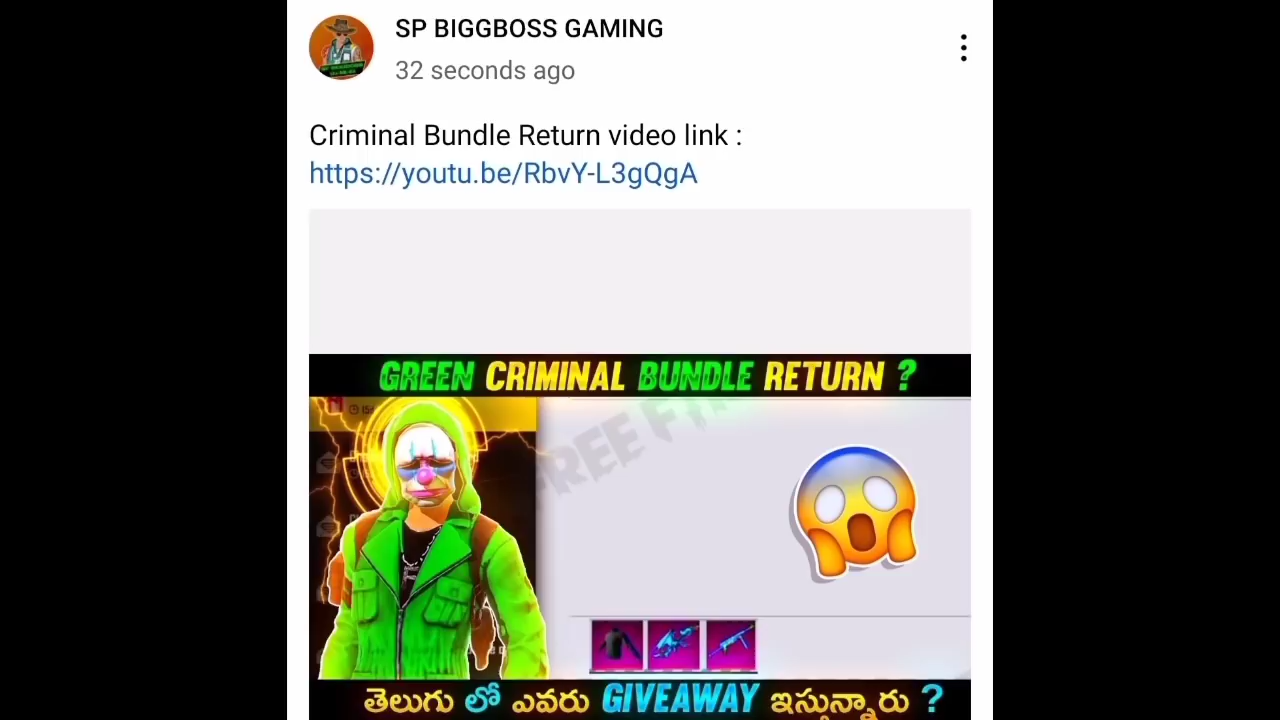 SP BIGGBOSS GAMING
32 seconds ago
Criminal Bundle Return video link :
https://youtu.be/RbvY-L3gQgA
GREEN CRIMINAL BUNDLE RETURN ?
FREE
తెలుగు లో ఎవరు GIVEAWAY ఇస్తున్నారు ?